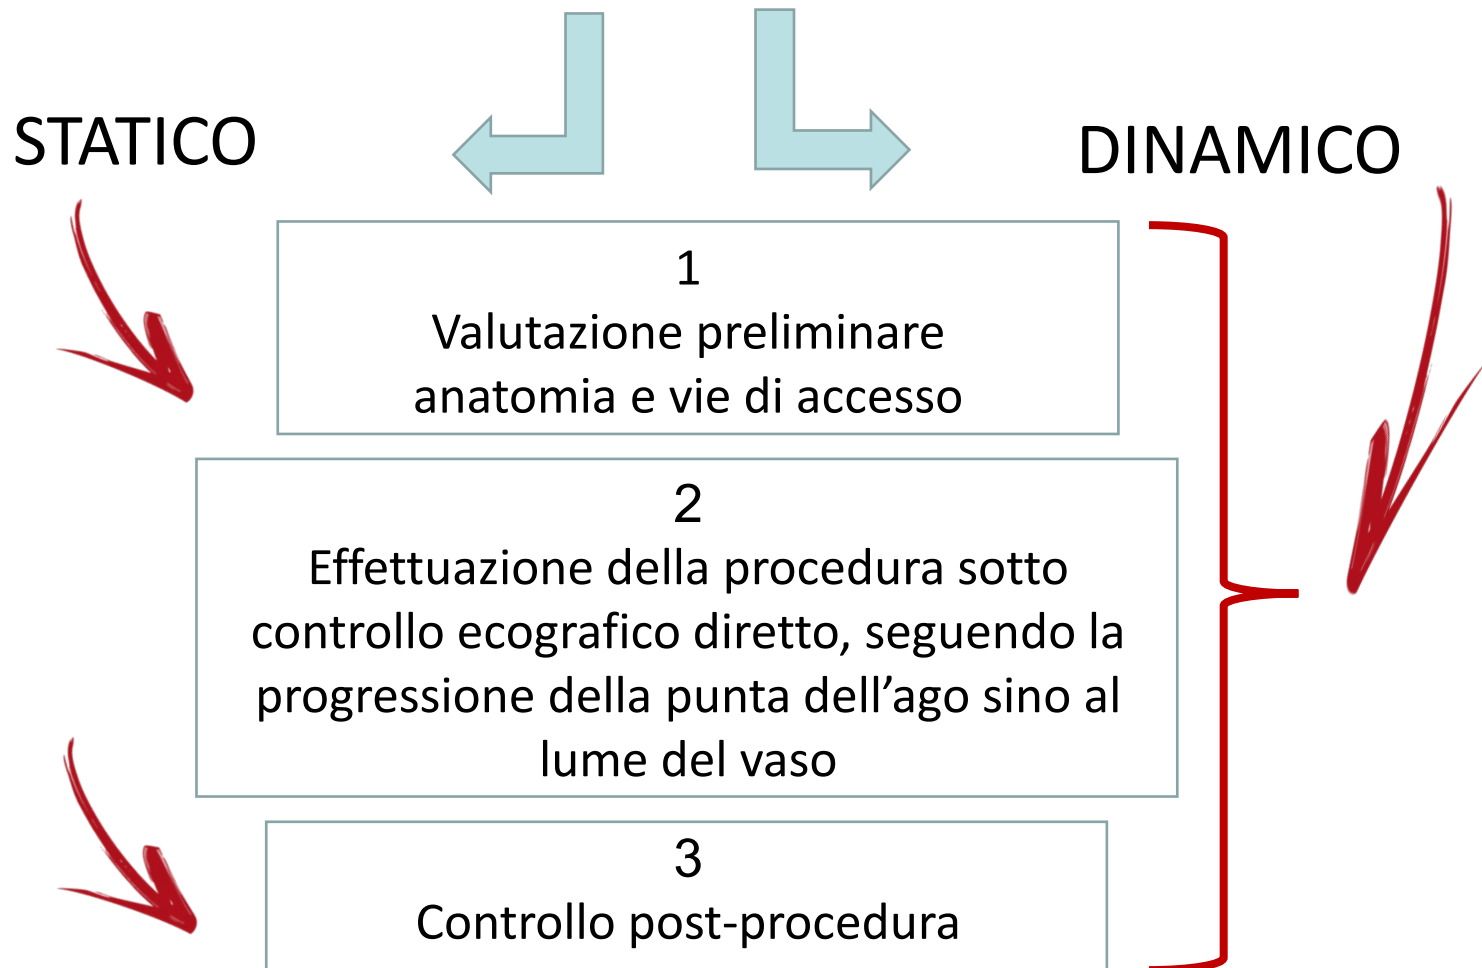 STATICO
DINAMICO
1
Valutazione preliminare
anatomia e vie di accesso
2
Effettuazione della procedura sotto
controllo ecografico diretto, seguendo la
progressione della punta dell’ago sino al
lume del vaso
3
Controllo post-procedura